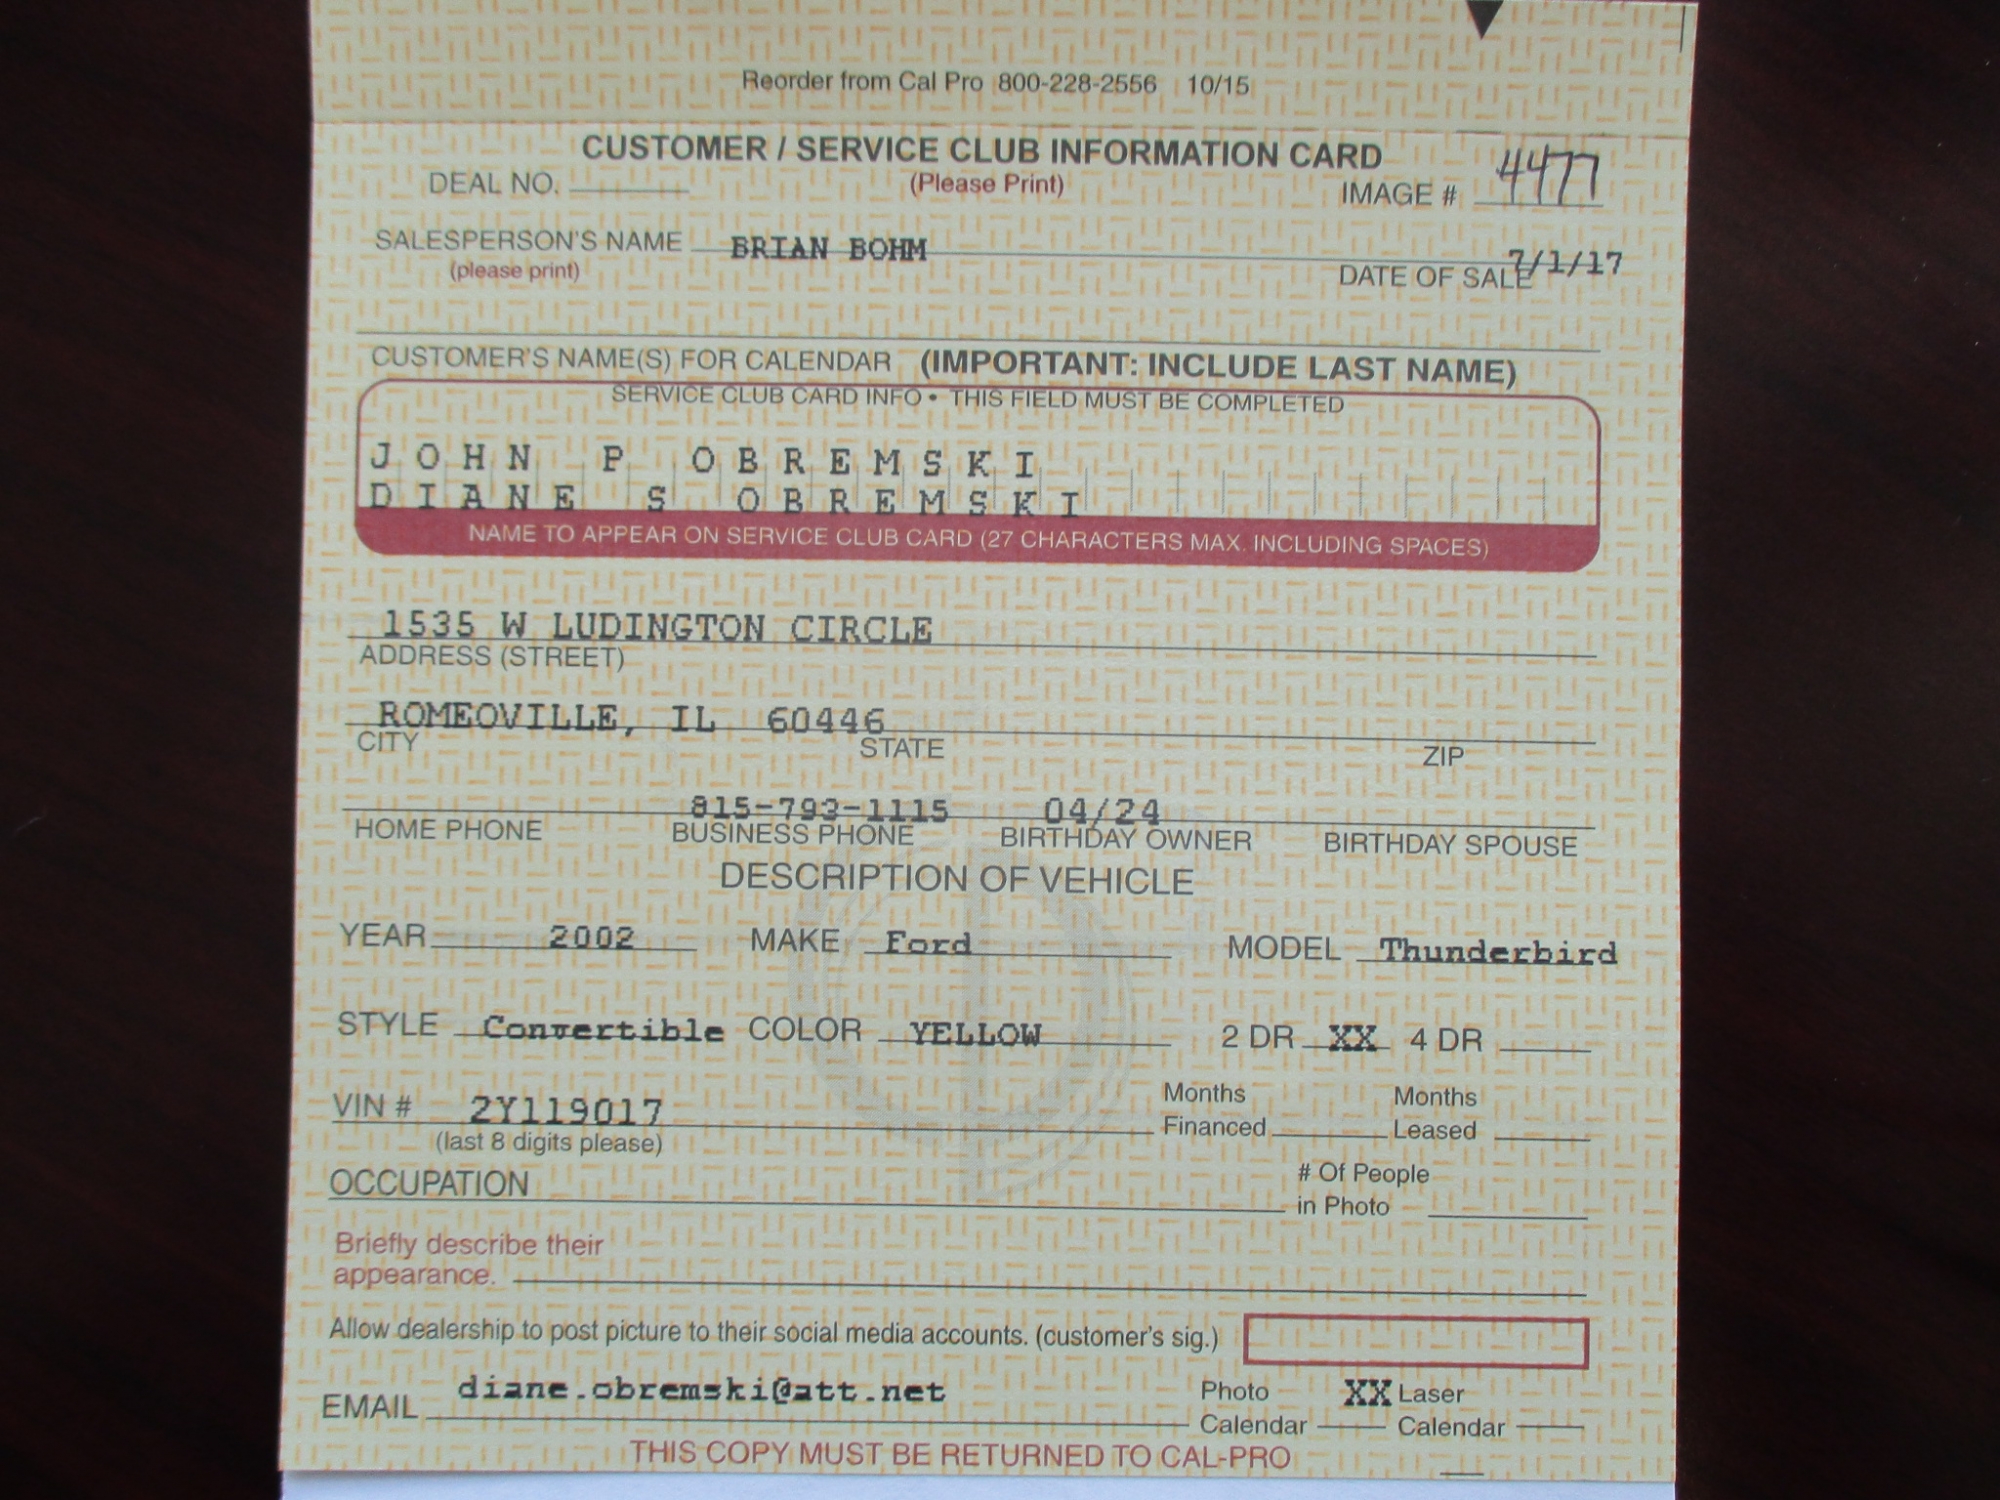 Reorder from Cal Pro 800-228-2556 10/15
CUSTOMER / SERVICE CLUB INFORMATION CARD
DEAL NO. (Please Print) IMAGE # 4477
SALESPERSON'S NAME BRIAN BOHM
(please print) DATE OF SALE 7/1/17
CUSTOMER'S NAME(S) FOR CALENDAR (IMPORTANT: INCLUDE LAST NAME)
SERVICE CLUB CARD INFO • THIS FIELD MUST BE COMPLETED
JOHN P OBREMSKI
DIANE S OBREMSKI
NAME TO APPEAR ON SERVICE CLUB CARD (27 CHARACTERS MAX. INCLUDING SPACES)
1535 W LUDINGTON CIRCLE
ADDRESS (STREET)
ROMEOVILLE, IL 60446
CITY STATE ZIP
815-793-1115 04/24
HOME PHONE BUSINESS PHONE BIRTHDAY OWNER BIRTHDAY SPOUSE
DESCRIPTION OF VEHICLE
YEAR 2002 MAKE Ford MODEL Thunderbird
STYLE Convertible COLOR YELLOW 2 DR XX 4 DR
VIN # 2Y119017 Months Financed Months Leased
(last 8 digits please)
OCCUPATION # Of People in Photo
Briefly describe their
appearance.
Allow dealership to post picture to their social media accounts. (customer's sig.)
EMAIL diane.obremski@att.net Photo Calendar XX Laser Calendar
THIS COPY MUST BE RETURNED TO CAL-PRO